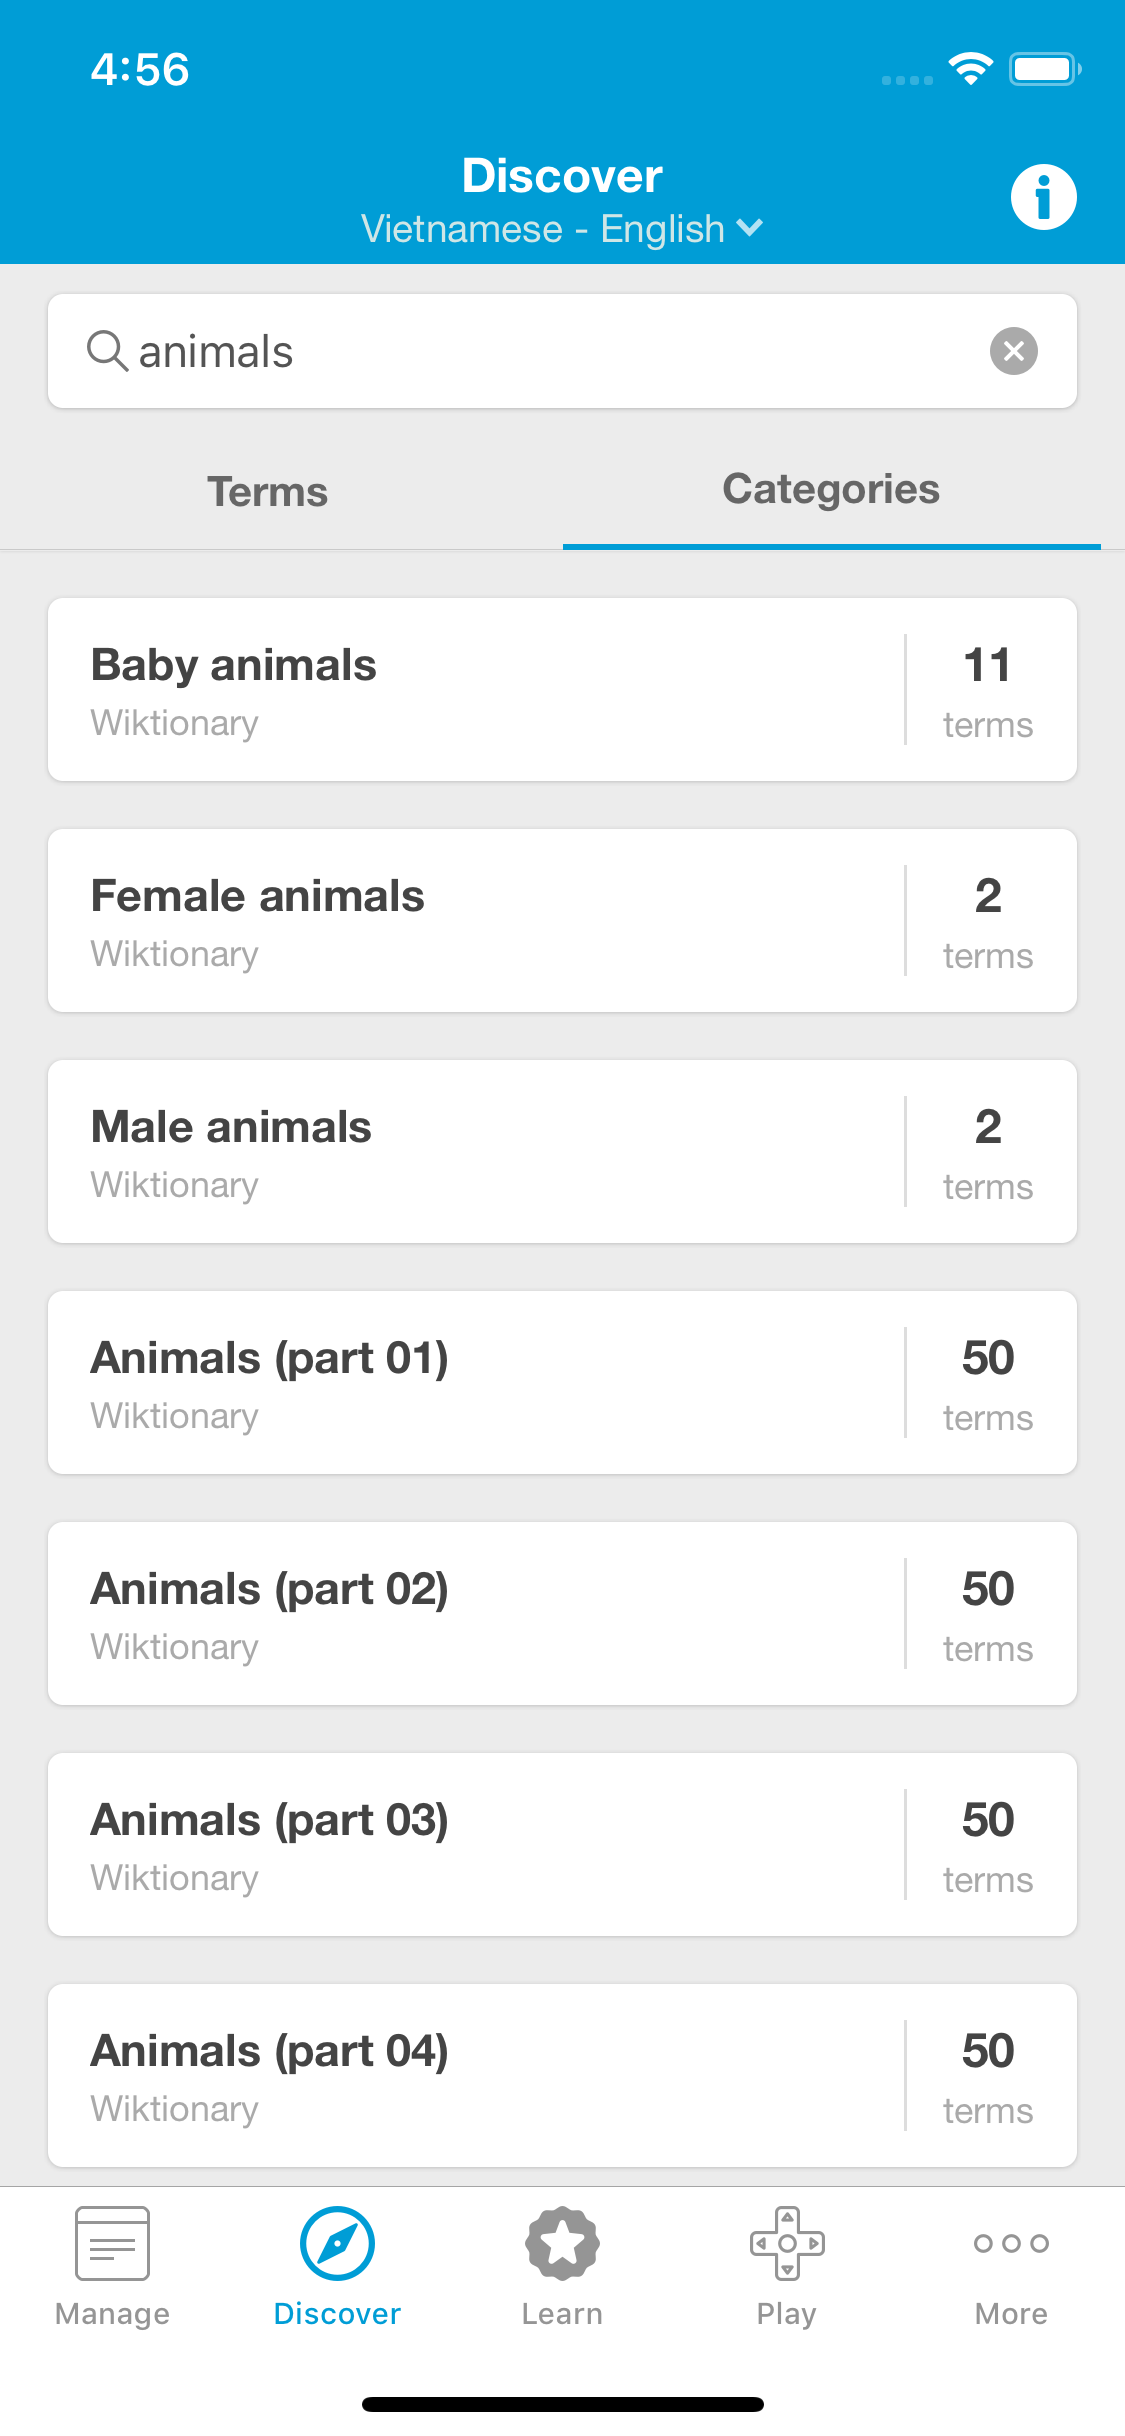 4:56
Discover
Vietnamese - English
animals
Terms
Categories
Baby animals
Wiktionary
11
terms
Female animals
Wiktionary
2
terms
Male animals
Wiktionary
2
terms
Animals (part 01)
Wiktionary
50
terms
Animals (part 02)
Wiktionary
50
terms
Animals (part 03)
Wiktionary
50
terms
Animals (part 04)
Wiktionary
50
terms
Manage
Discover
Learn
Play
More